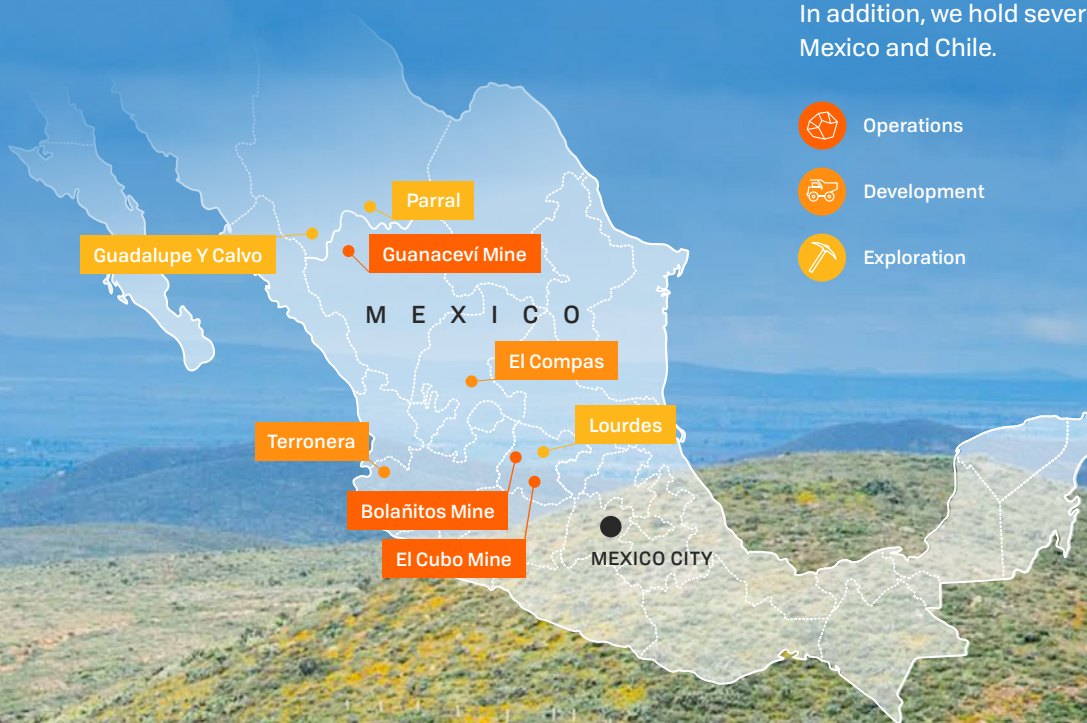 In addition, we hold
Mexico and Chile.
Operations
Development
Exploration
Parral
Guadalupe Y Calvo
Guanaceví Mine
MEXICO
El Compas
Lourdes
Terronera
Bolañitos Mine
El Cubo Mine
MEXICO CITY